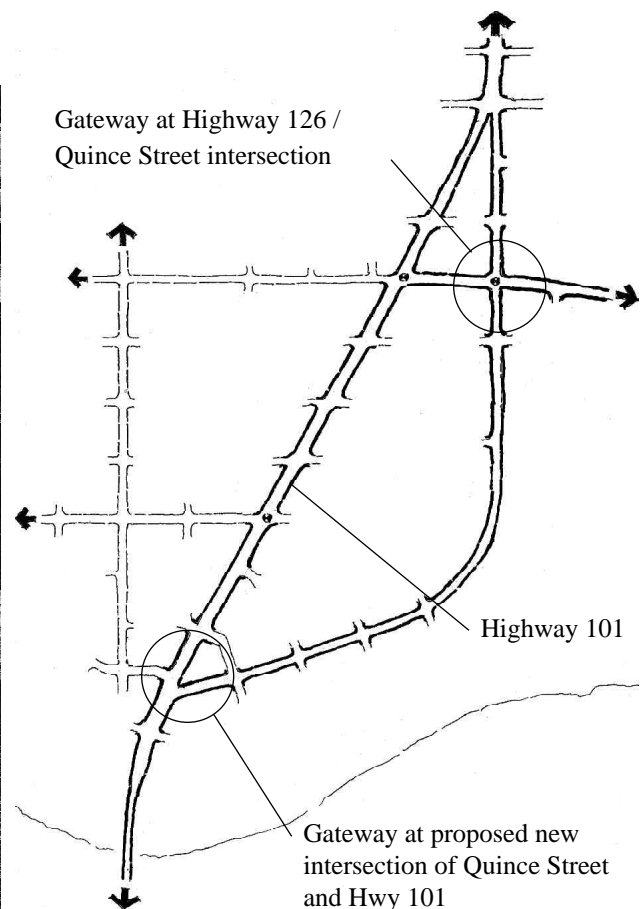 Gateway at Highway 126 /
Quince Street intersection
Highway 101
Gateway at proposed new
intersection of Quince Street
and Hwy 101